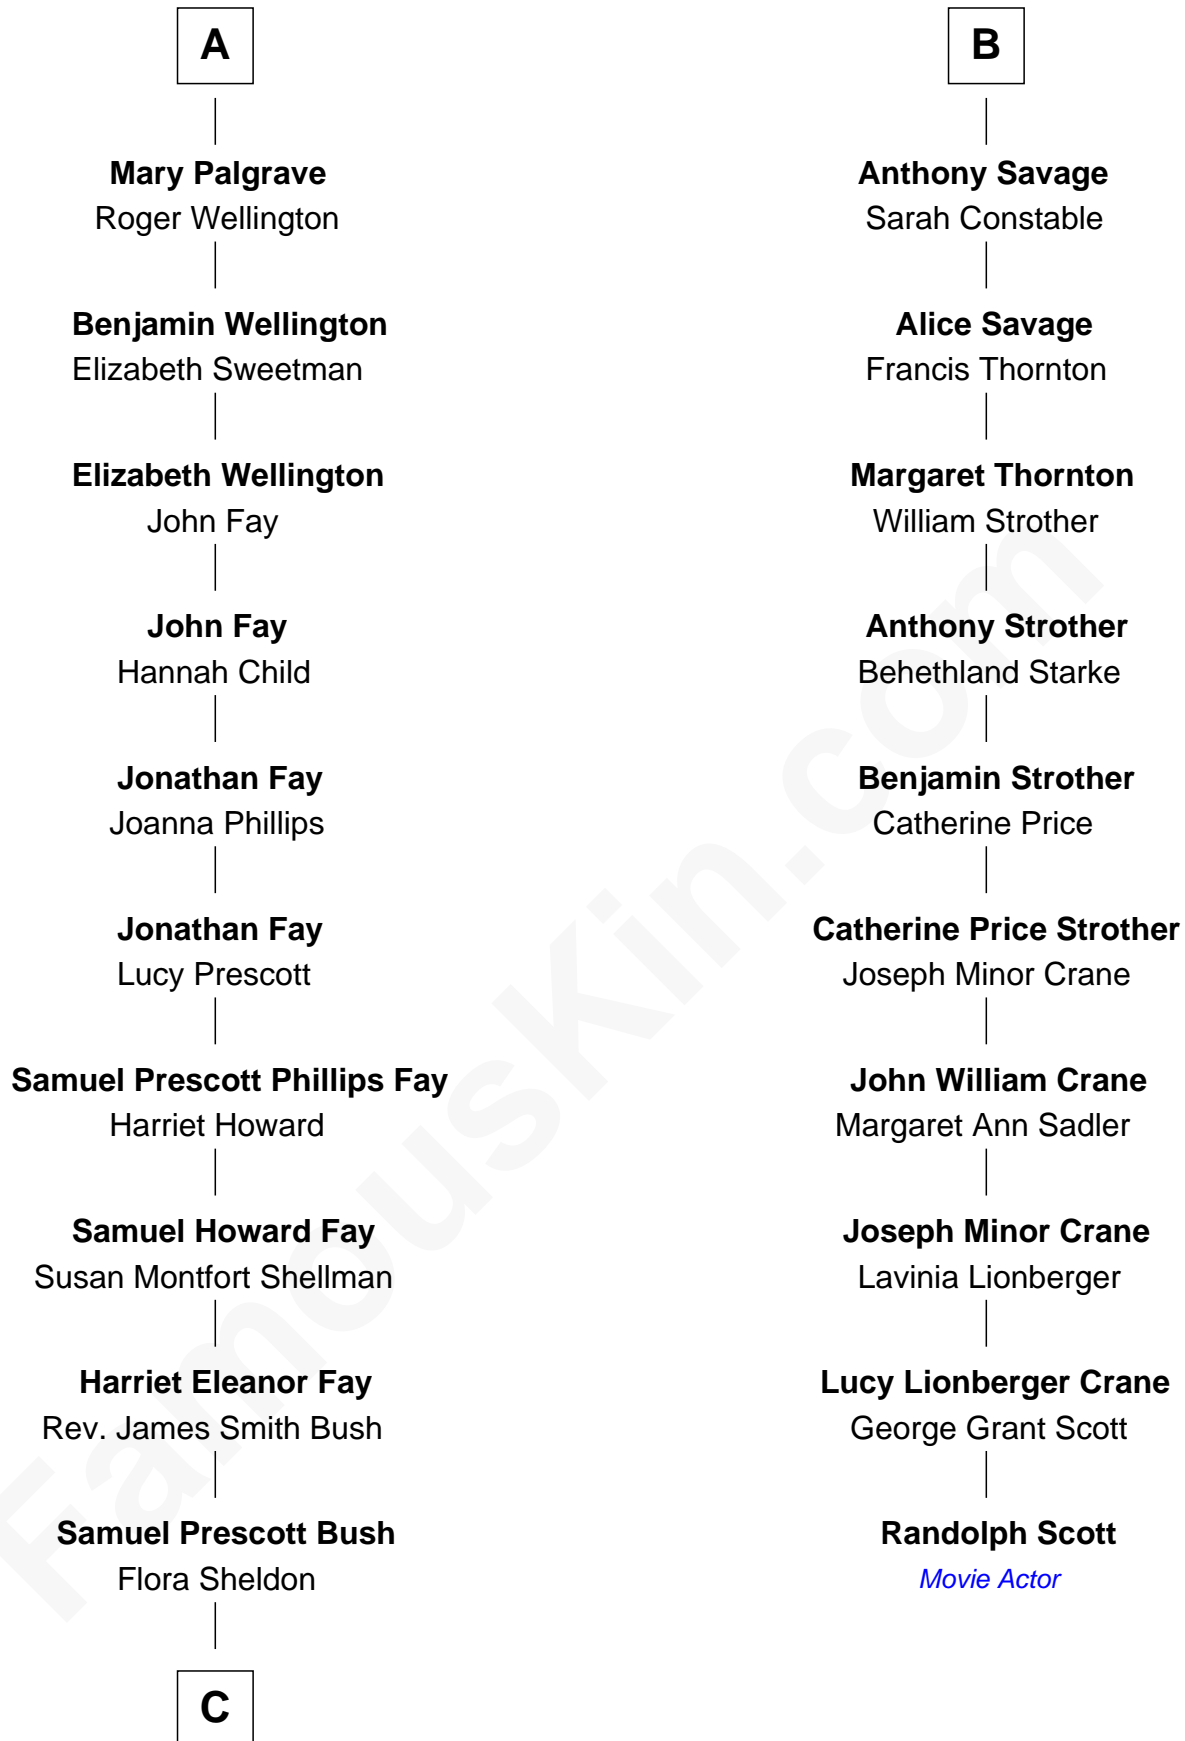 A
Mary Palgrave
Roger Wellington
Benjamin Wellington
Elizabeth Sweetman
Elizabeth Wellington
John Fay
John Fay
Hannah Child
Jonathan Fay
Joanna Phillips
Jonathan Fay
Lucy Prescott
Samuel Prescott Phillips Fay
Harriet Howard
Samuel Howard Fay
Susan Montfort Shellman
Harriet Eleanor Fay
Rev. James Smith Bush
Samuel Prescott Bush
Flora Sheldon
C
B
Anthony Savage
Sarah Constable
Alice Savage
Francis Thornton
Margaret Thornton
William Strother
Anthony Strother
Behethland Starke
Benjamin Strother
Catherine Price
Catherine Price Strother
Joseph Minor Crane
John William Crane
Margaret Ann Sadler
Joseph Minor Crane
Lavinia Lionberger
Lucy Lionberger Crane
George Grant Scott
Randolph Scott
Movie Actor
FamousKin.com